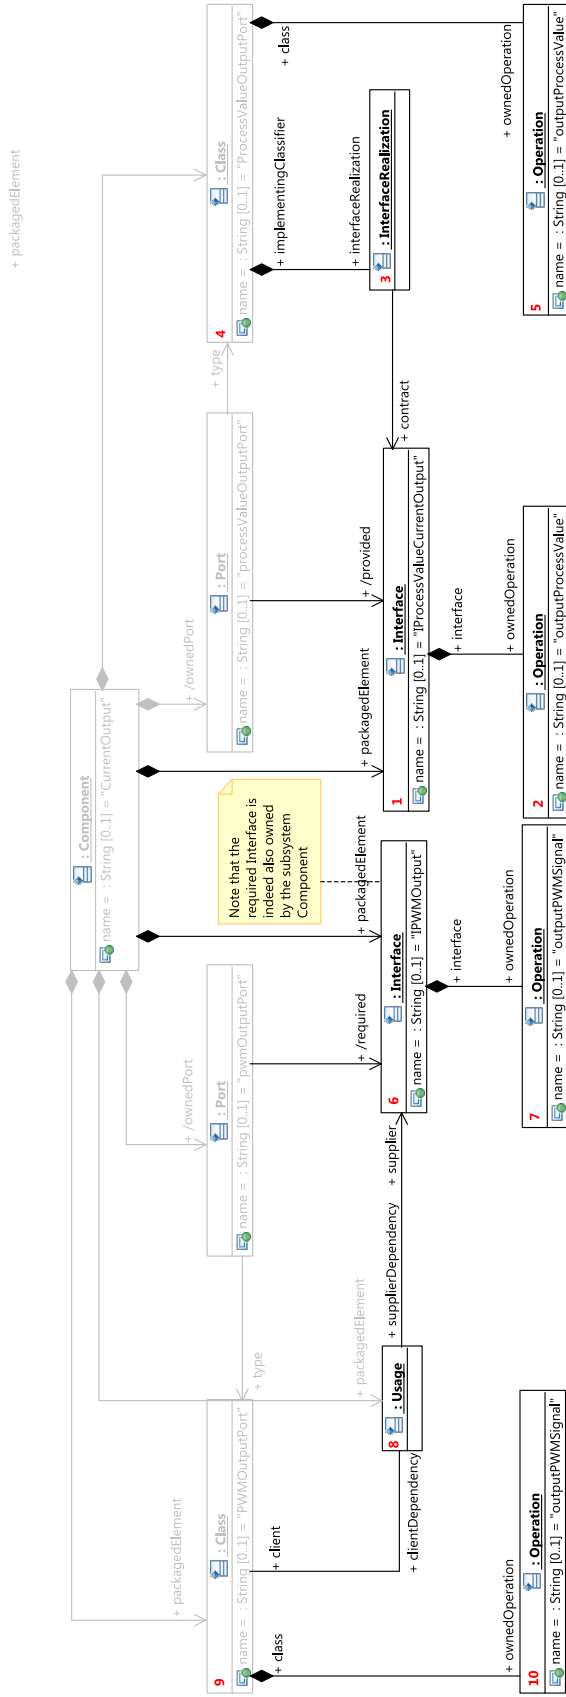 : Component
name = : String [0..1] = "CurrentOutput"
+ packagedElement
+ /ownedPort
+ /ownedPort
+ packagedElement
9
: Class
name = : String [0..1] = "PWMOutputPort"
+ type
: Port
name = : String [0..1] = "pwmOutputPort"
Note that the
required Interface is
indeed also owned
by the subsystem
Component
: Port
name = : String [0..1] = "processValueOutputPort"
+ type
4
: Class
name = : String [0..1] = "ProcessValueOutputPort"
+ class
+ client
+ packagedElement
+ /required
+ packagedElement
+ packagedElement
+ /provided
+ implementingClassifier
+ interfaceRealization
+ class
8
: Usage
+ clientDependency
+ supplierDependency
+ supplier
6
: Interface
name = : String [0..1] = "IPWMOutput"
1
: Interface
name = : String [0..1] = "IProcessValueCurrentOutput"
+ contract
3
: InterfaceRealization
+ interface
+ interface
+ ownedOperation
+ ownedOperation
+ ownedOperation
+ ownedOperation
10
: Operation
name = : String [0..1] = "outputPWMSignal"
7
: Operation
name = : String [0..1] = "outputPWMSignal"
2
: Operation
name = : String [0..1] = "outputProcessValue"
5
: Operation
name = : String [0..1] = "outputProcessValue"